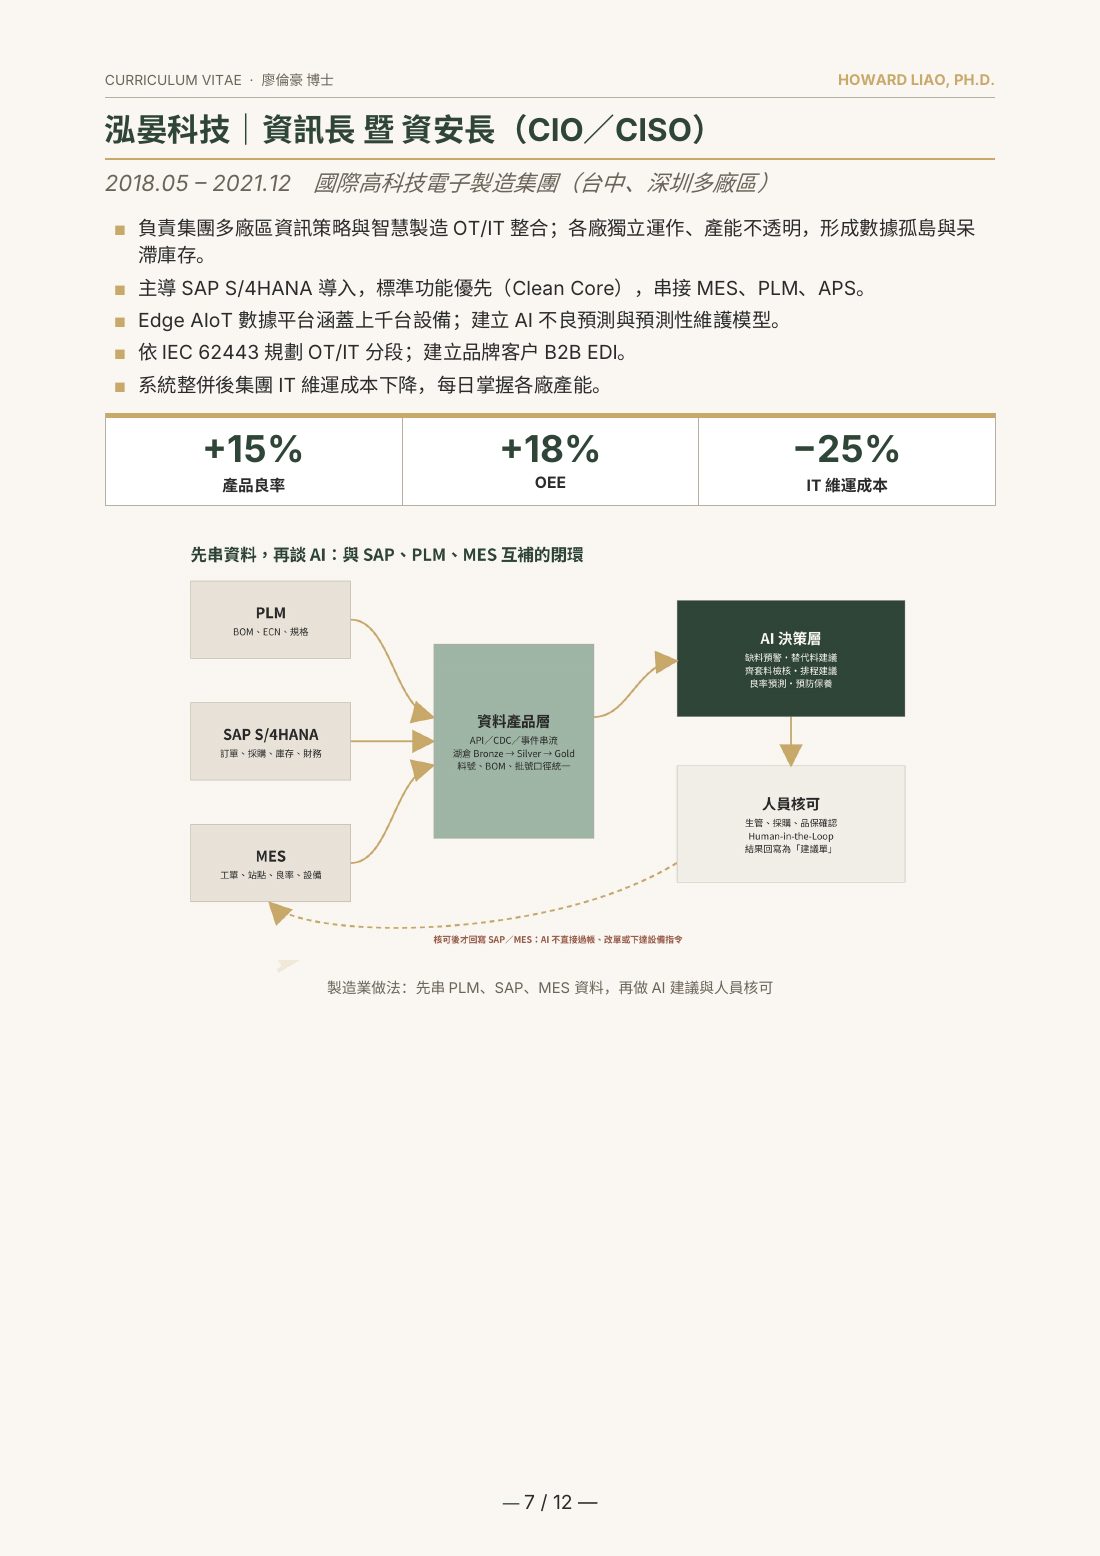 CURRICULUM VITAE · 廖倫豪 博士
HOWARD LIAO, PH.D.
泓晏科技｜資訊長 暨 資安長（CIO／CISO）
2018.05 – 2021.12 國際高科技電子製造集團（台中、深圳多廠區）
■ 負責集團多廠區資訊策略與智慧製造 OT/IT 整合；各廠獨立運作、產能不透明，形成數據孤島與呆
滯庫存。
■ 主導 SAP S/4HANA 導入，標準功能優先（Clean Core），串接 MES、PLM、APS。
■ Edge AIoT 數據平台涵蓋上千台設備；建立 AI 不良預測與預測性維護模型。
■ 依 IEC 62443 規劃 OT/IT 分段；建立品牌客户 B2B EDI。
■ 系統整併後集團 IT 維運成本下降，每日掌握各廠產能。
+15%
產品良率
+18%
OEE
−25%
IT 維運成本
先串資料，再談 AI：與 SAP、PLM、MES 互補的閉環
PLM
BOM、ECN、規格
SAP S/4HANA
訂單、採購、庫存、財務
MES
工單、站點、良率、設備
資料產品層
API／CDC／事件串流
湖倉 Bronze → Silver → Gold
料號、BOM、批號口徑統一
AI 決策層
缺料預警・替代料建議
齊套料檢核・排程建議
良率預測・預防保養
人員核可
生管、採購、品保確認
Human-in-the-Loop
結果回寫為「建議單」
核可後才回寫 SAP／MES：AI 不直接過帳、改單或下達設備指令
製造業做法：先串 PLM、SAP、MES 資料，再做 AI 建議與人員核可
— 7 / 12 —